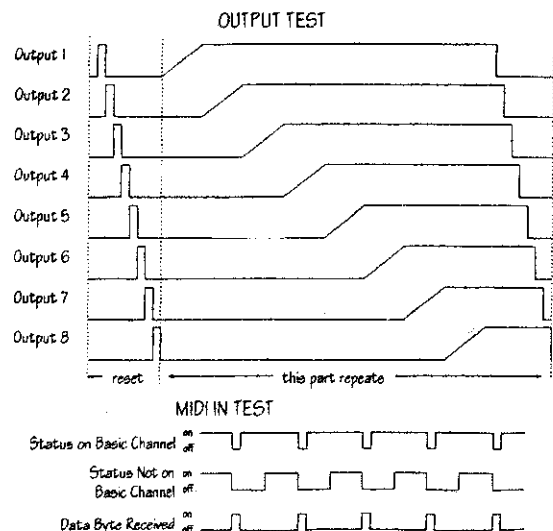 OUTPUT TEST
Output 1
Output 2
Output 3
Output 4
Output 5
Output 6
Output 7
Output 8
reset
this part repeate
MIDI IN TEST
Status on Basic Channel on
off
Status Not on on
Basic Channel off
Data Byte Received on
off